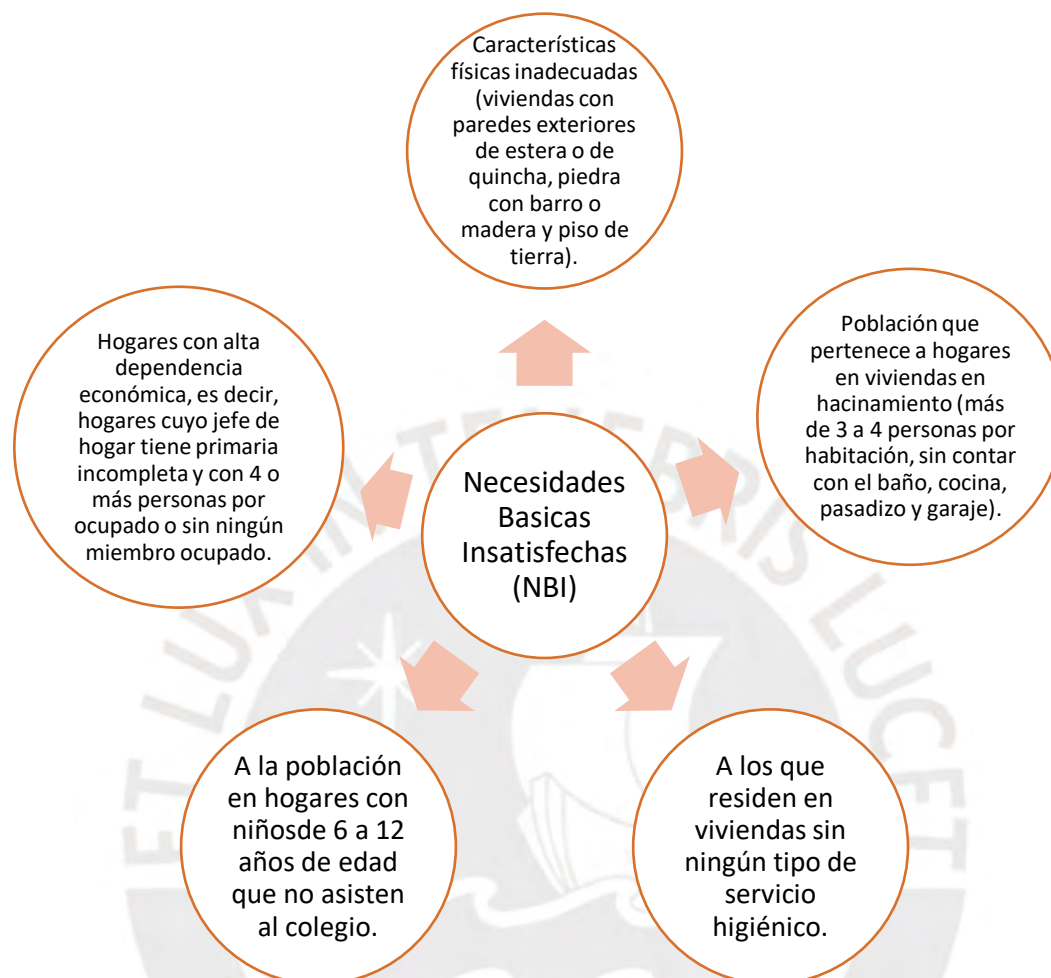 Características
físicas inadecuadas
(viviendas con
paredes exteriores
de estera o de
quincha, piedra
con barro o
madera y piso de
tierra).
Hogares con alta
dependencia
económica, es decir,
hogares cuyo jefe de
hogar tiene primaria
incompleta y con 4 o
más personas por
ocupado o sin ningún
miembro ocupado.
Población que
pertenece a hogares
en viviendas en
hacinamiento (más
de 3 a 4 personas por
habitación, sin contar
con el baño, cocina,
pasadizo y garaje).
Necesidades
Basicas
Insatisfechas
(NBI)
A la población
en hogares con
niñosde 6 a 12
años de edad
que no asisten
al colegio.
A los que
residen en
viviendas sin
ningún tipo de
servicio
higiénico.
ET LUX IN TENEBRIS LUCET